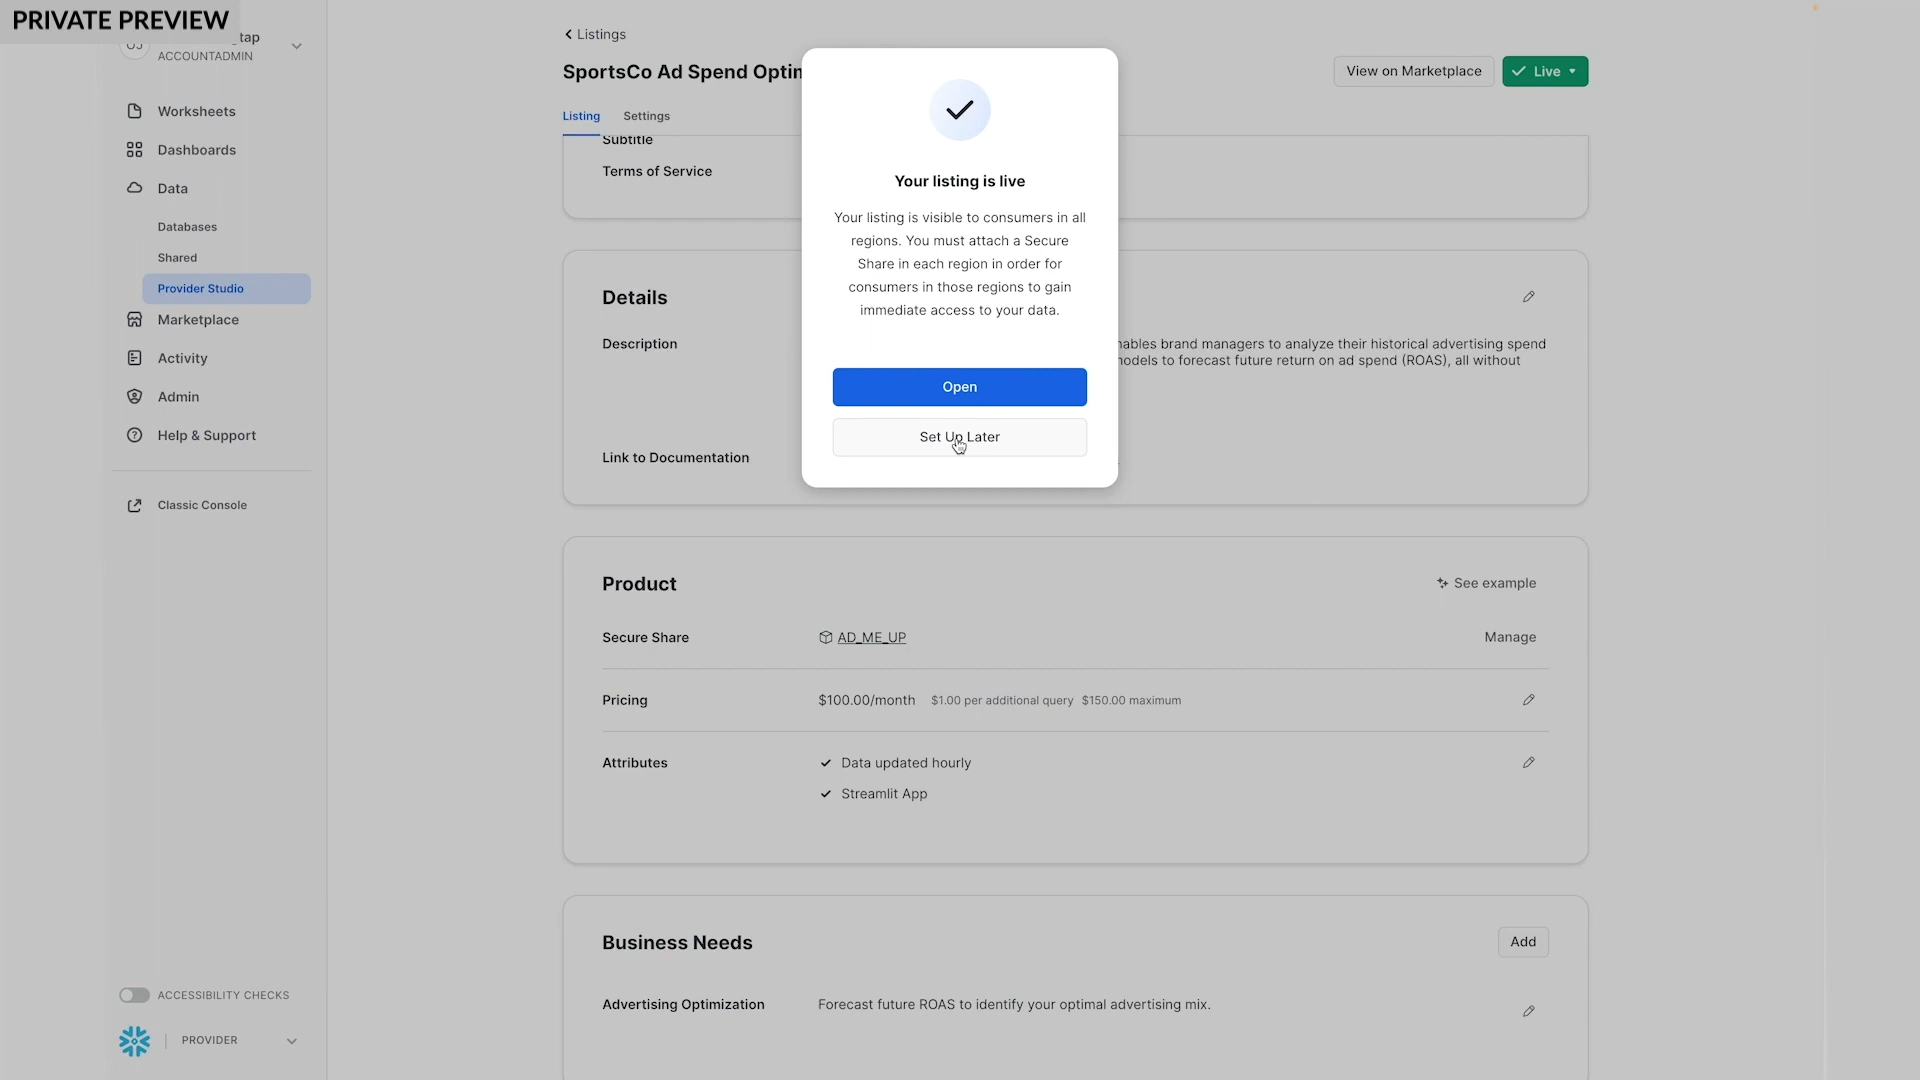 PRIVATE PREVIEW
tap
ACCOUNTADMIN
Worksheets
Dashboards
Data
Databases
Shared
Provider Studio
Marketplace
Activity
Admin
Help & Support
Classic Console
ACCESSIBILITY CHECKS
PROVIDER
Listings
SportsCo Ad Spend Optim
View on Marketplace
Live
Listing
Settings
Subtitle
Terms of Service
Your listing is live
Your listing is visible to consumers in all
regions. You must attach a Secure
Share in each region in order for
consumers in those regions to gain
immediate access to your data.
Open
Set Up Later
Details
Description
ables brand managers to analyze their historical advertising spend
odels to forecast future return on ad spend (ROAS), all without
Link to Documentation
Product
See example
Secure Share
AD_ME_UP
Manage
Pricing
$100.00/month $1.00 per additional query $150.00 maximum
Attributes
Data updated hourly
Streamlit App
Business Needs
Add
Advertising Optimization
Forecast future ROAS to identify your optimal advertising mix.